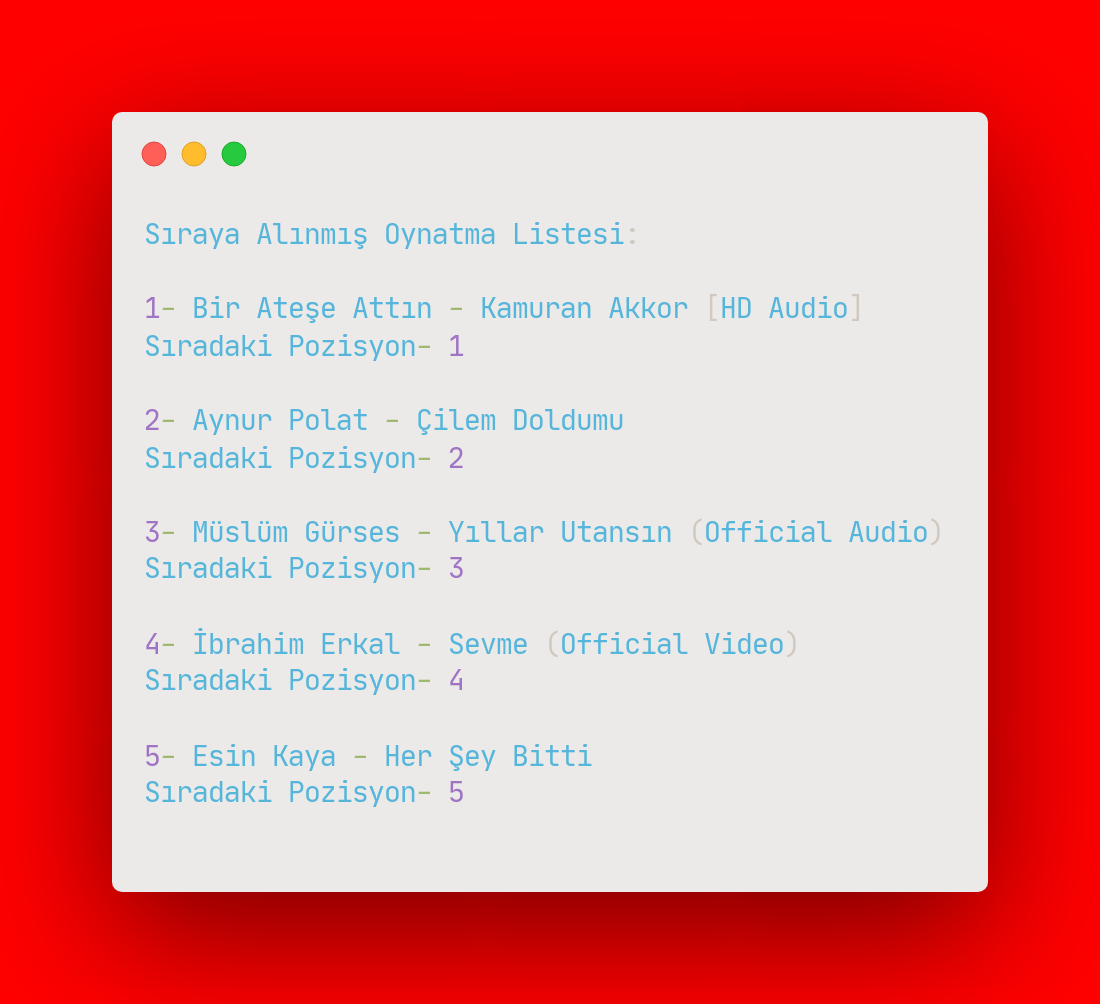 Sıraya Alınmış Oynatma Listesi:
1- Bir Ateşe Attın - Kamuran Akkor [HD Audio]
Sıradaki Pozisyon- 1
2- Aynur Polat - Çilem Doldumu
Sıradaki Pozisyon- 2
3- Müslüm Gürses - Yıllar Utansın (Official Audio)
Sıradaki Pozisyon- 3
4- İbrahim Erkal - Sevme (Official Video)
Sıradaki Pozisyon- 4
5- Esin Kaya - Her Şey Bitti
Sıradaki Pozisyon- 5